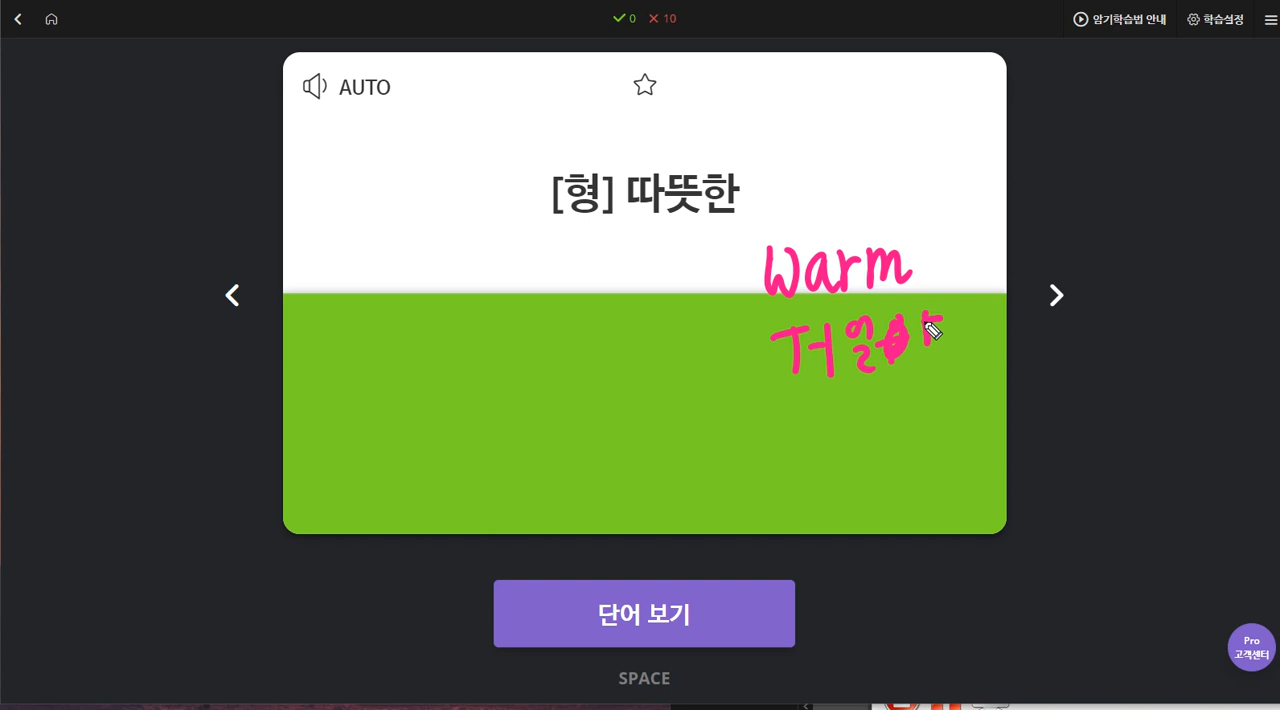 0 10 암기학습법 안내 학습설정
AUTO
[형] 따뜻한
warm
단어 보기
SPACE
Pro
고객센터